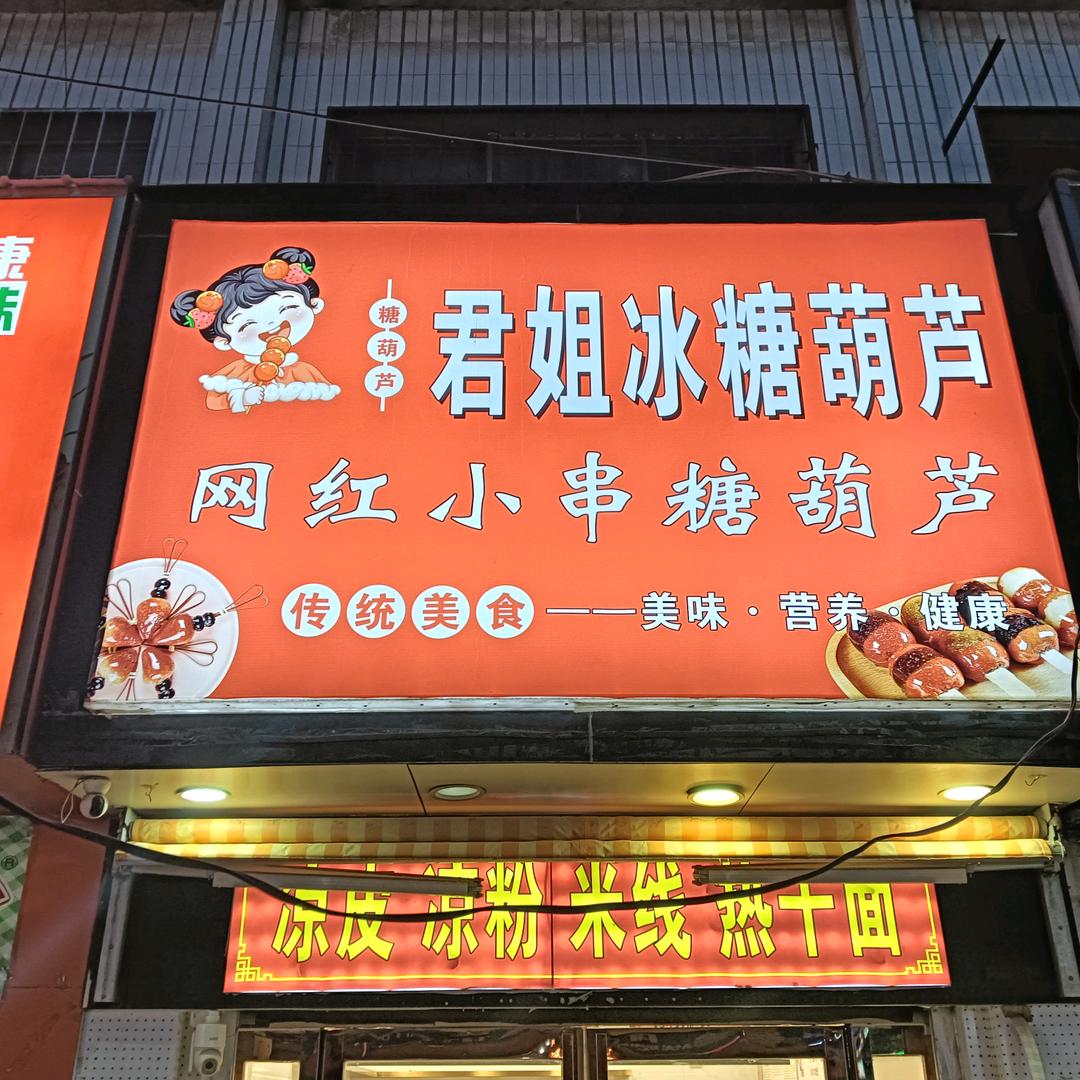 康
糖葫芦
君姐冰糖葫芦
网红小串糖葫芦
传统美食——美味·营养·健康
凉皮 凉粉 米线 热干面
®